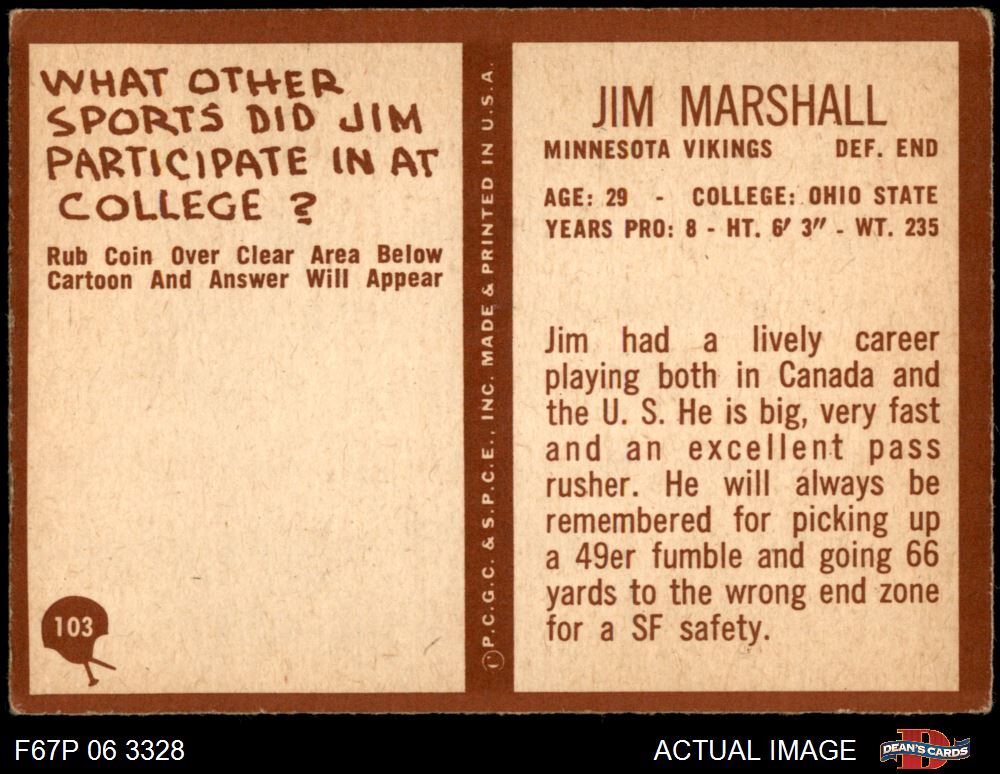 WHAT OTHER
SPORTS DID JIM
PARTICIPATE IN AT
COLLEGE ?
Rub Coin Over Clear Area Below
Cartoon And Answer Will Appear
103
©P.C.G.C. & S.P.C.E., INC. MADE & PRINTED IN U.S.A.
JIM MARSHALL
MINNESOTA VIKINGS DEF. END
AGE: 29 - COLLEGE: OHIO STATE
YEARS PRO: 8 - HT. 6' 3" - WT. 235
Jim had a lively career
playing both in Canada and
the U. S. He is big, very fast
and an excellent pass
rusher. He will always be
remembered for picking up
a 49er fumble and going 66
yards to the wrong end zone
for a SF safety.
F67P 06 3328
ACTUAL IMAGE
DEAN'S CARDS